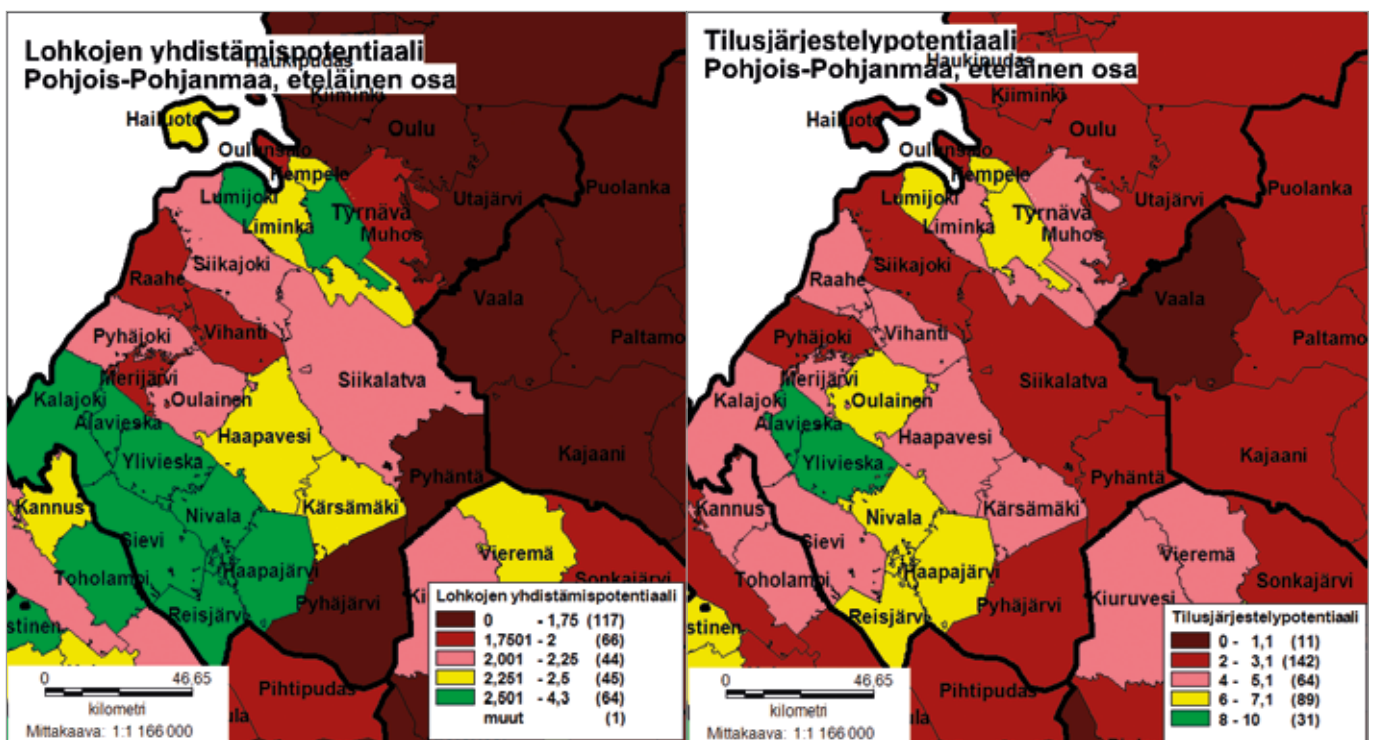 Lohkojen yhdistämispotentiaali
Pohjois-Pohjanmaa, eteläinen osa
Haukipudas
Kiiminki
Hailuoto
Oulu
Oulunsalo
Kempele
Lumijoki
Utajärvi
Puolanka
Tyrnävä
Liminka
Muhos
Siikajoki
Raahe
Vaala
Vihanti
Pyhäjoki
Paltamo
Merijärvi
Siikalatva
Kalajoki
Oulainen
Alavieska
Haapavesi
Ylivieska
Kajaani
Pyhäntä
Kannus
Kärsämäki
Nivala
Sievi
Vieremä
Toholampi
Haapajärvi
Sonkajärvi
Reisjärvi
Pyhäjärvi
Ki
stinen
Pihtipudas
ula
Lohkojen yhdistämispotentiaali
0 - 1,75 (117)
1,7501 - 2 (66)
2,001 - 2,25 (44)
2,251 - 2,5 (45)
2,501 - 4,3 (64)
muut (1)
0 46,65
kilometri
Mittakaava: 1:1 166 000
Tilusjärjestelypotentiaali
Pohjois-Pohjanmaa, eteläinen osa
Haukipudas
Kiiminki
Hailuoto
Oulu
Oulunsalo
Kempele
Lumijoki
Utajärvi
Puolanka
Tyrnävä
Liminka
Muhos
Siikajoki
Raahe
Vaala
Vihanti
Pyhäjoki
Paltamo
Merijärvi
Siikalatva
Kalajoki
Oulainen
Alavieska
Haapavesi
Ylivieska
Kajaani
Pyhäntä
Kannus
Kärsämäki
Nivala
Sievi
Vieremä
Toholampi
Haapajärvi
Sonkajärvi
Kiuruvesi
Reisjärvi
Pyhäjärvi
stinen
Pihtipudas
ula
Tilusjärjestelypotentiaali
0 - 1,1 (11)
2 - 3,1 (142)
4 - 5,1 (64)
6 - 7,1 (89)
8 - 10 (31)
0 46,65
kilometri
Mittakaava: 1:1 166 000